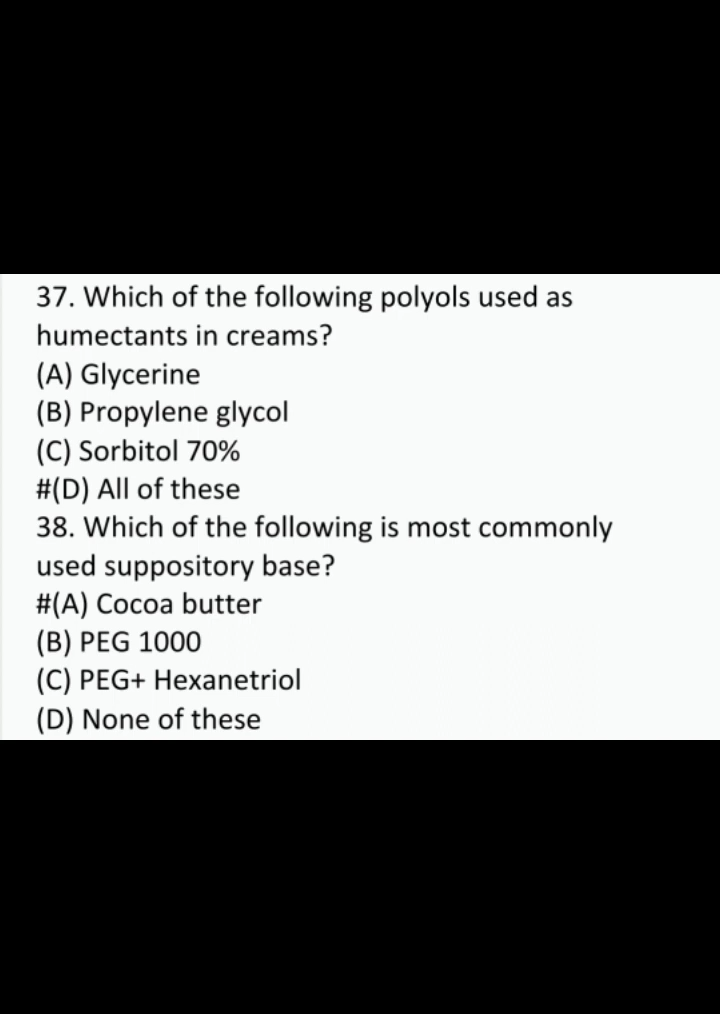 37. Which of the following polyols used as
humectants in creams?
(A) Glycerine
(B) Propylene glycol
(C) Sorbitol 70%
#(D) All of these
38. Which of the following is most commonly
used suppository base?
#(A) Cocoa butter
(B) PEG 1000
(C) PEG+ Hexanetriol
(D) None of these